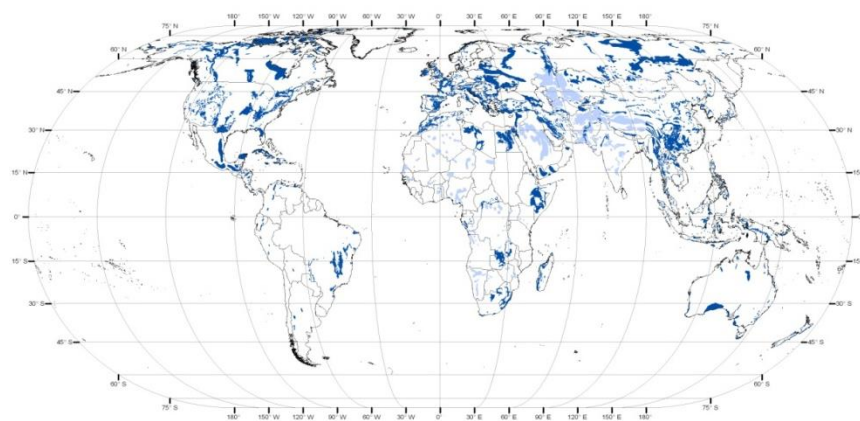 180° 150° W 120° W 90° W 60° W 30° W 0° 30° E 60° E 90° E 120° E 150° E 180°
75° N 75° N
60° N 60° N
45° N 45° N
30° N 30° N
15° N 15° N
0° 0°
15° S 15° S
30° S 30° S
45° S 45° S
60° S 60° S
75° S 75° S
180° 150° W 120° W 90° W 60° W 30° W 0° 30° E 60° E 90° E 120° E 150° E 180°